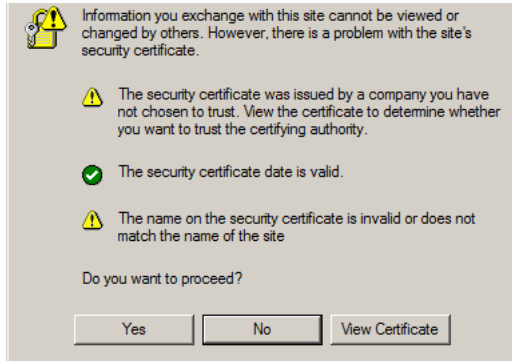 Information you exchange with this site cannot be viewed or
changed by others. However, there is a problem with the site's
security certificate.
The security certificate was issued by a company you have
not chosen to trust. View the certificate to determine whether
you want to trust the certifying authority.
The security certificate date is valid.
The name on the security certificate is invalid or does not
match the name of the site
Do you want to proceed?
Yes No View Certificate